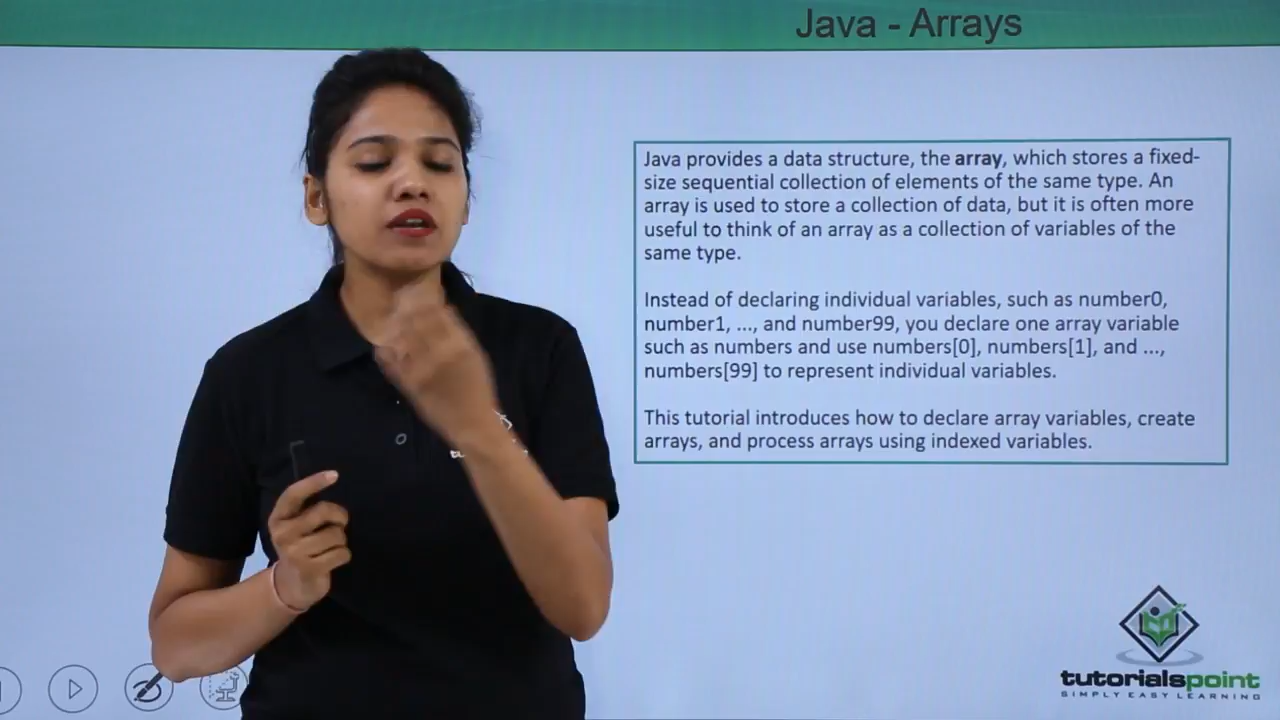 Java - Arrays
Java provides a data structure, the array, which stores a fixed-
size sequential collection of elements of the same type. An
array is used to store a collection of data, but it is often more
useful to think of an array as a collection of variables of the
same type.
Instead of declaring individual variables, such as number0,
number1, ..., and number99, you declare one array variable
such as numbers and use numbers[0], numbers[1], and ...,
numbers[99] to represent individual variables.
This tutorial introduces how to declare array variables, create
arrays, and process arrays using indexed variables.
tutorialspoint
SIMPLY EASY LEARNING